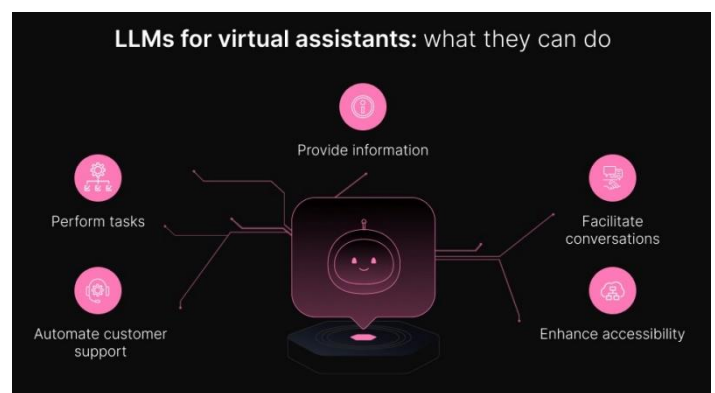 LLMs for virtual assistants: what they can do
Provide information
Perform tasks
Facilitate
conversations
Automate customer
support
Enhance accessibility